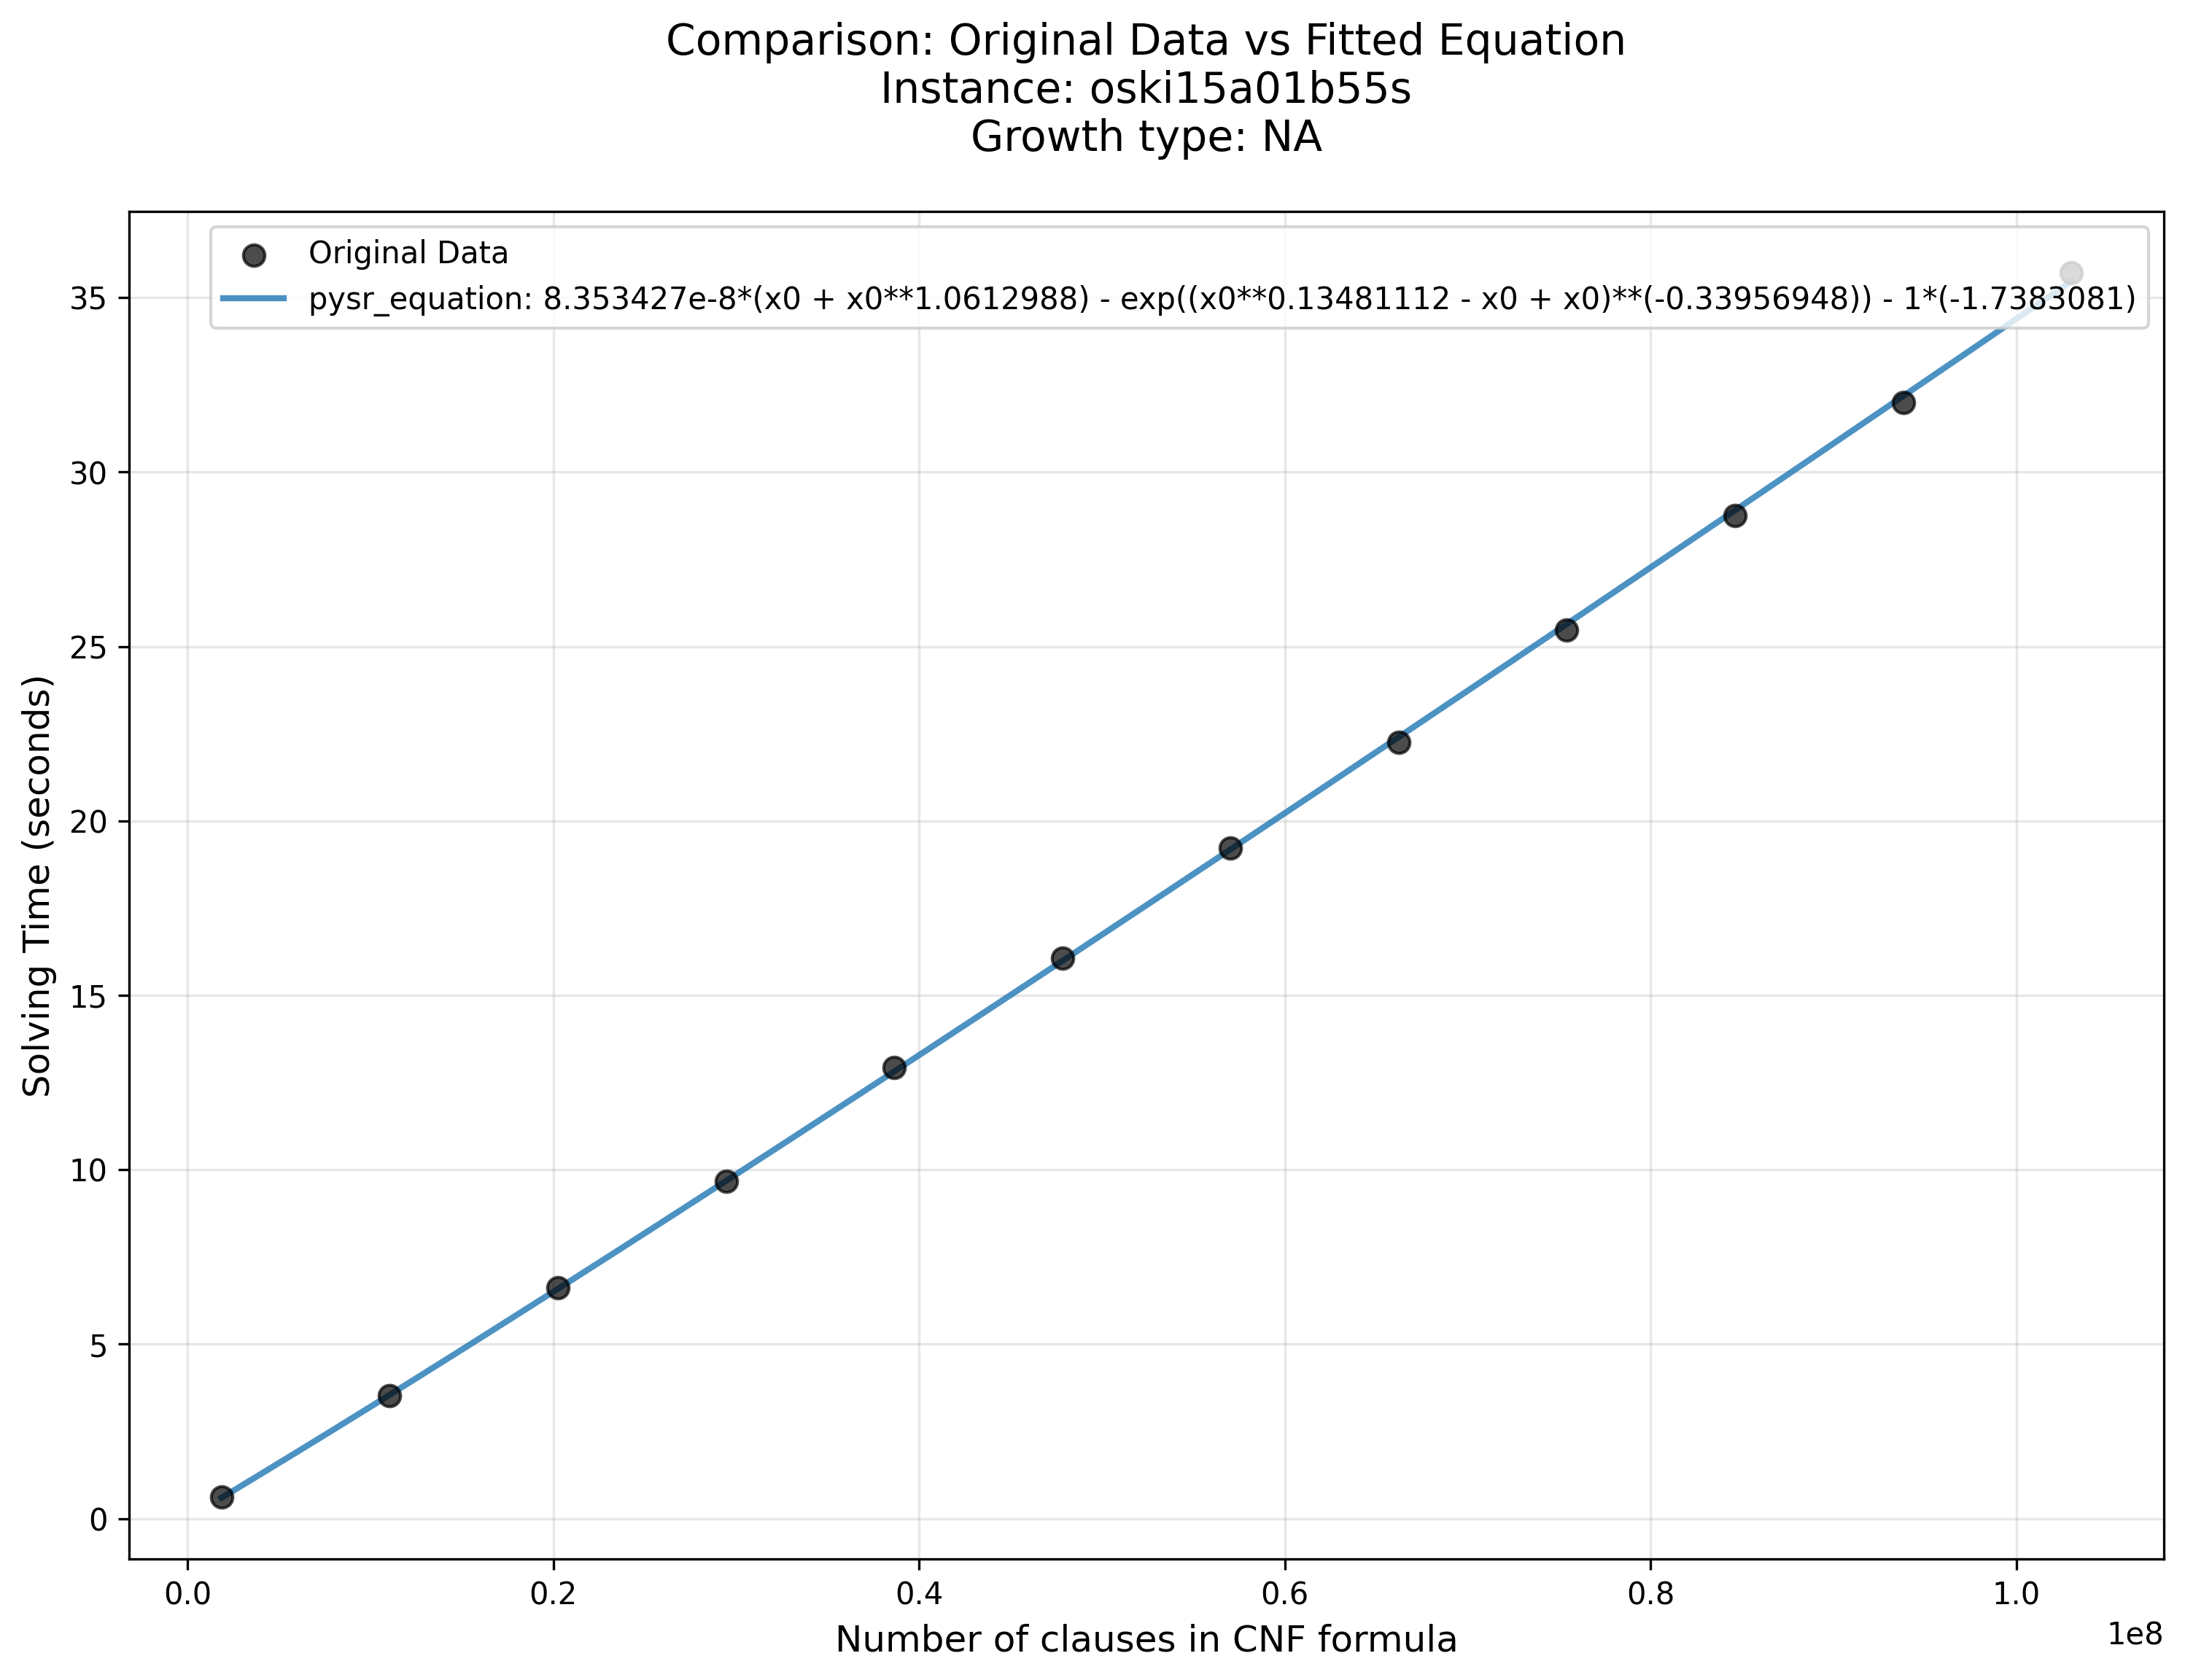 Comparison: Original Data vs Fitted Equation
Instance: oski15a01b55s
Growth type: NA
Original Data
pysr_equation: 8.353427e-8*(x0 + x0**1.0612988) - exp((x0**0.13481112 - x0 + x0)**(-0.33956948)) - 1*(-1.7383081)
35
30
25
20
15
10
5
0
Solving Time (seconds)
0.0 0.2 0.4 0.6 0.8 1.0
1e8
Number of clauses in CNF formula